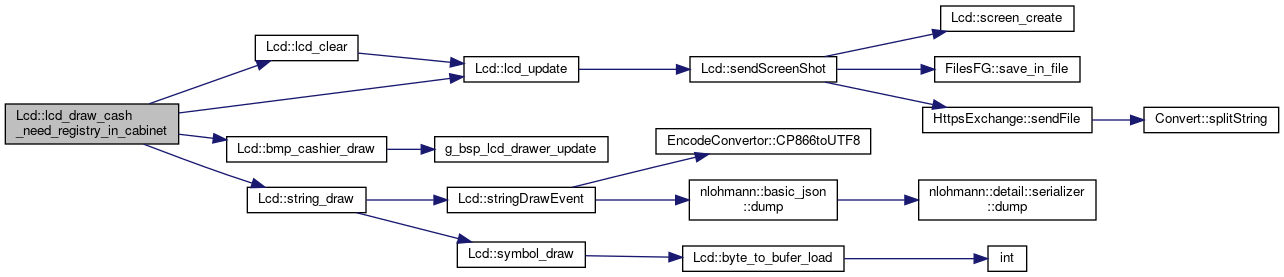 Lcd::lcd_draw_cash
_need_registry_in_cabinet
Lcd::lcd_clear
Lcd::lcd_update
Lcd::sendScreenShot
Lcd::screen_create
FilesFG::save_in_file
HttpsExchange::sendFile
Convert::splitString
Lcd::bmp_cashier_draw
g_bsp_lcd_drawer_update
Lcd::string_draw
Lcd::stringDrawEvent
EncodeConvertor::CP866toUTF8
nlohmann::basic_json
::dump
nlohmann::detail::serializer
::dump
Lcd::symbol_draw
Lcd::byte_to_bufer_load
int